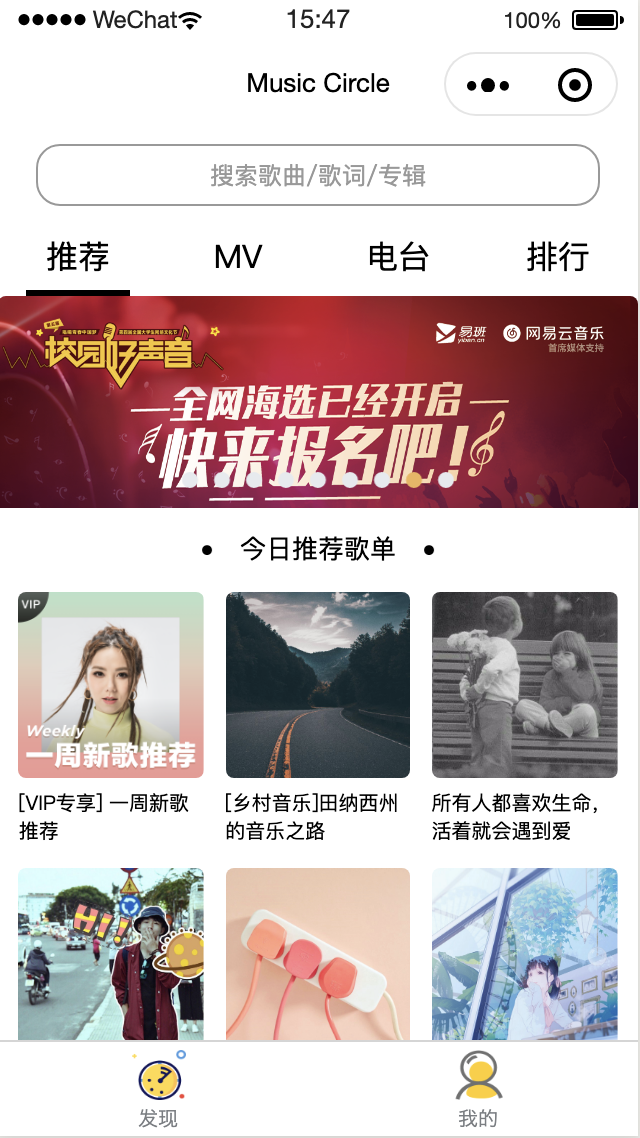 WeChat 15:47 100%
Music Circle
搜索歌曲/歌词/专辑
推荐 MV 电台 排行
校园好声音
易班
yiban.cn
网易云音乐
首席媒体支持
全网海选已经开启
快来报名吧!
今日推荐歌单
VIP
Weekly
一周新歌推荐
[VIP专享] 一周新歌
推荐
[乡村音乐]田纳西州
的音乐之路
所有人都喜欢生命，
活着就会遇到爱
HI!!
发现 我的